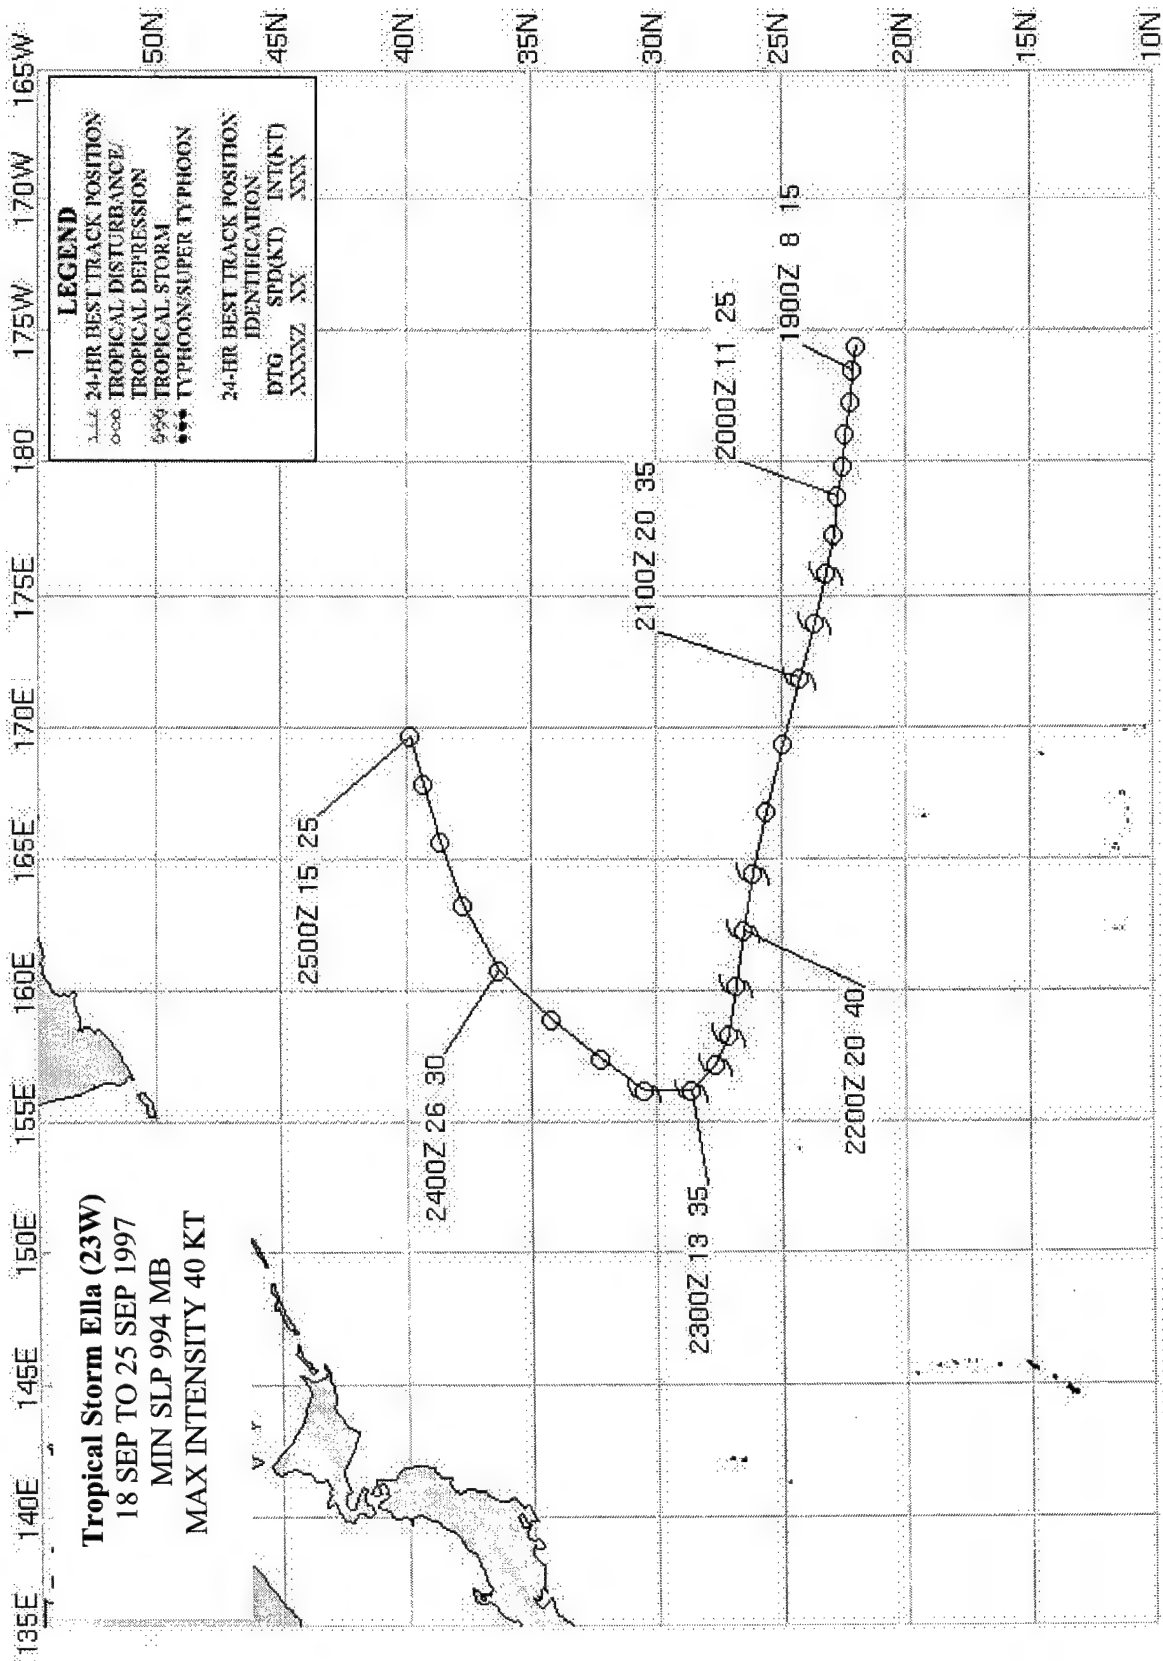 Tropical Storm Ella (23W)
18 SEP TO 25 SEP 1997
MIN SLP 994 MB
MAX INTENSITY 40 KT
LEGEND
24-HR BEST TRACK POSITION
TROPICAL DISTURBANCE/
TROPICAL DEPRESSION
TROPICAL STORM
TYPHOON/SUPER TYPHOON
24-HR BEST TRACK POSITION
IDENTIFICATION
DTG SPD(KT) INT(KT)
XXXXZ XX XXX
135E 140E 145E 150E 155E 160E 165E 170E 175E 180 175W 170W 165W
50N
45N
40N
35N
30N
25N
20N
15N
10N
2500Z 15 25
2400Z 26 30
2300Z 13 35
2200Z 20 40
2100Z 20 35
2000Z 11 25
1900Z 8 15